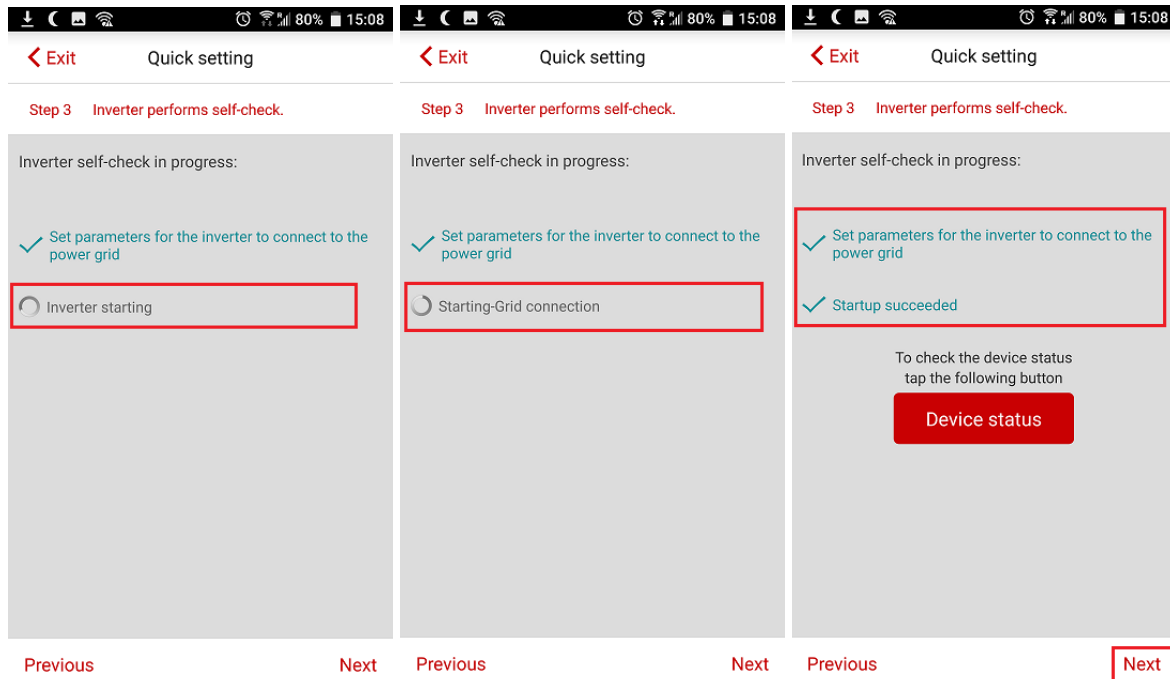 80% 15:08
Exit Quick setting
Step 3 Inverter performs self-check.
Inverter self-check in progress:
Set parameters for the inverter to connect to the
power grid
Inverter starting
Previous Next
80% 15:08
Exit Quick setting
Step 3 Inverter performs self-check.
Inverter self-check in progress:
Set parameters for the inverter to connect to the
power grid
Starting-Grid connection
Previous Next
80% 15:08
Exit Quick setting
Step 3 Inverter performs self-check.
Inverter self-check in progress:
Set parameters for the inverter to connect to the
power grid
Startup succeeded
To check the device status
tap the following button
Device status
Previous Next